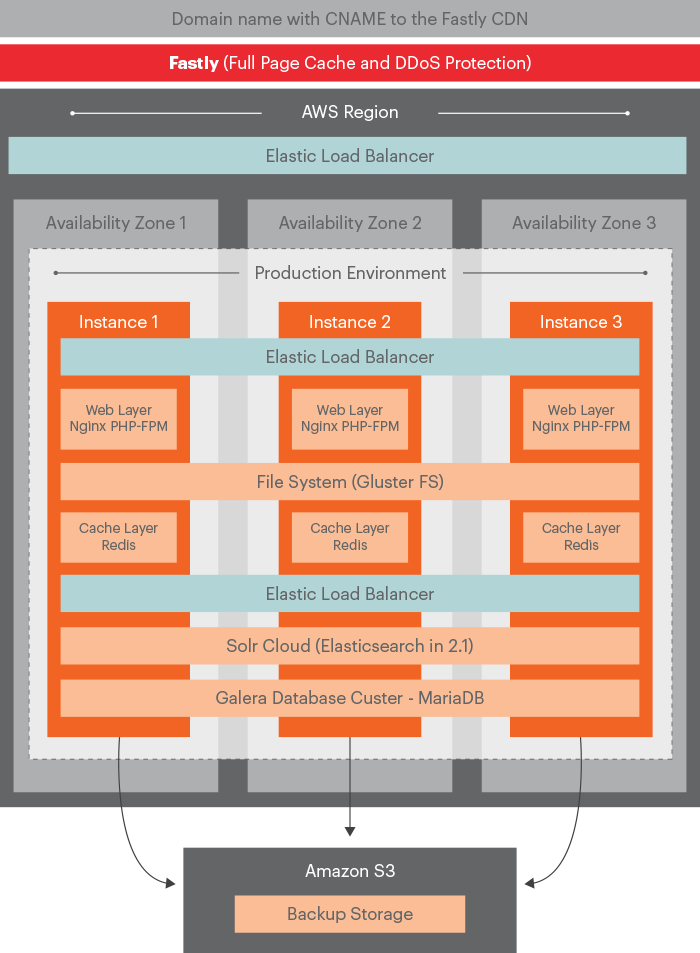 Domain name with CNAME to the Fastly CDN
Fastly (Full Page Cache and DDoS Protection)
AWS Region
Elastic Load Balancer
Availability Zone 1
Availability Zone 2
Availability Zone 3
Production Environment
Instance 1
Instance 2
Instance 3
Elastic Load Balancer
Web Layer
Nginx PHP-FPM
Web Layer
Nginx PHP-FPM
Web Layer
Nginx PHP-FPM
File System (Gluster FS)
Cache Layer
Redis
Cache Layer
Redis
Cache Layer
Redis
Elastic Load Balancer
Solr Cloud (Elasticsearch in 2.1)
Galera Database Custer - MariaDB
Amazon S3
Backup Storage